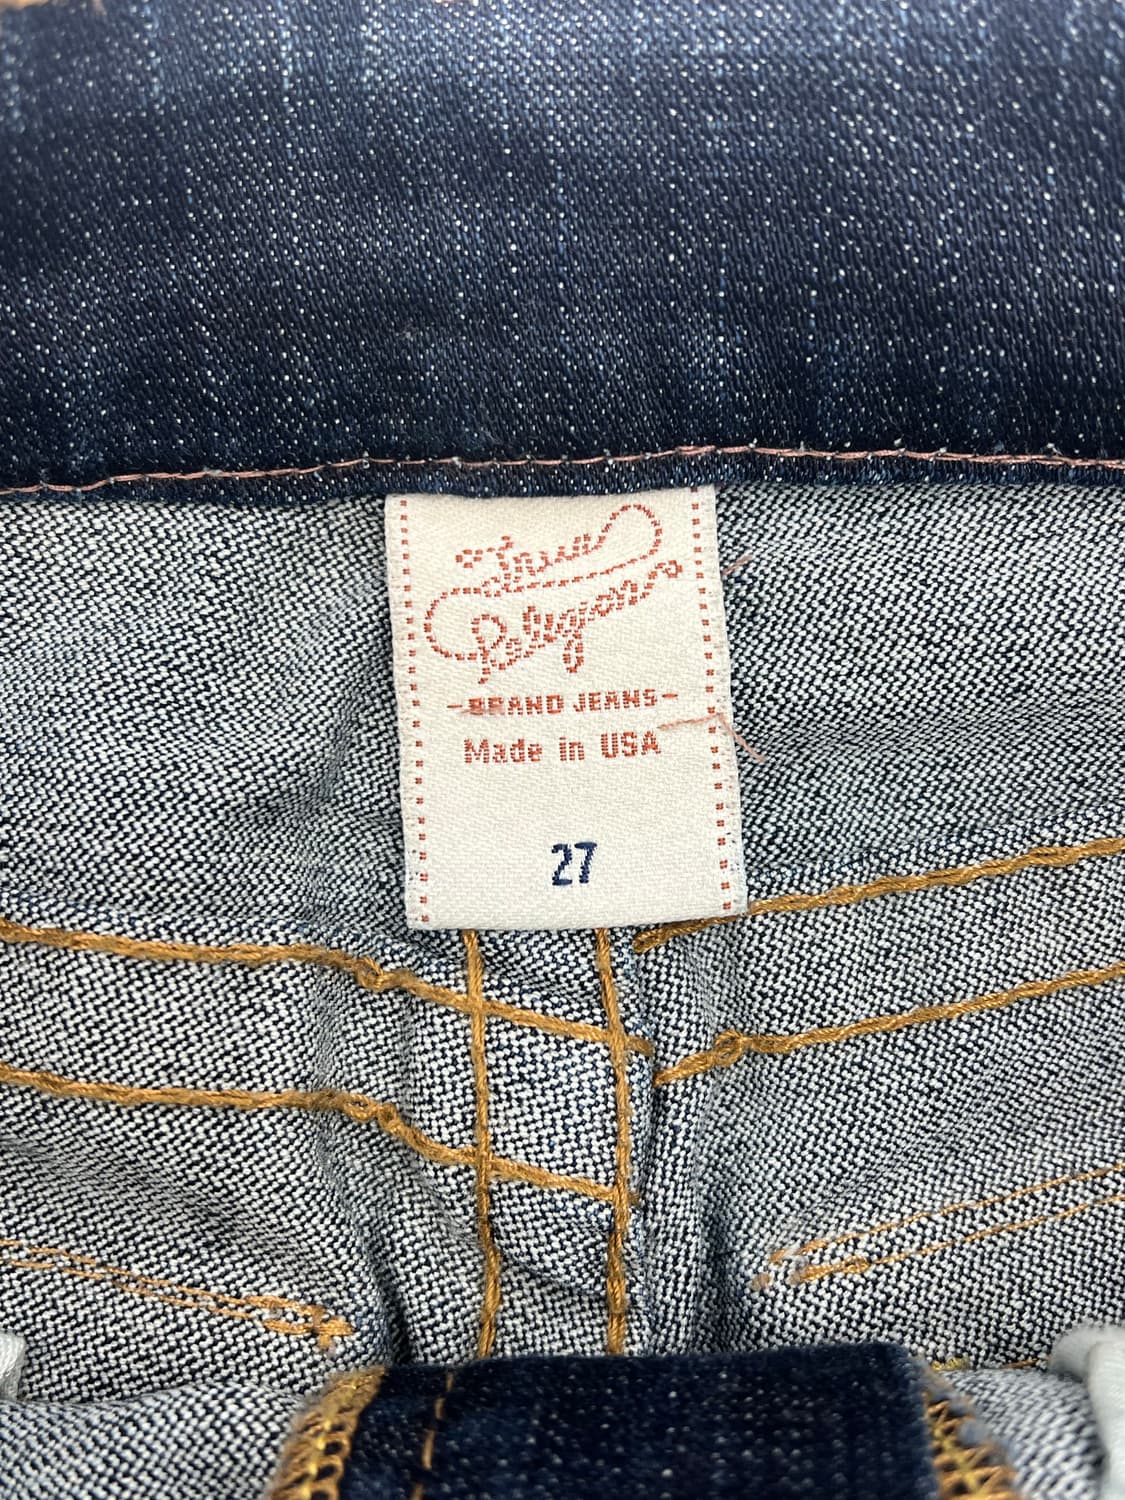 True
Religion
-BRAND JEANS-
Made in USA
27